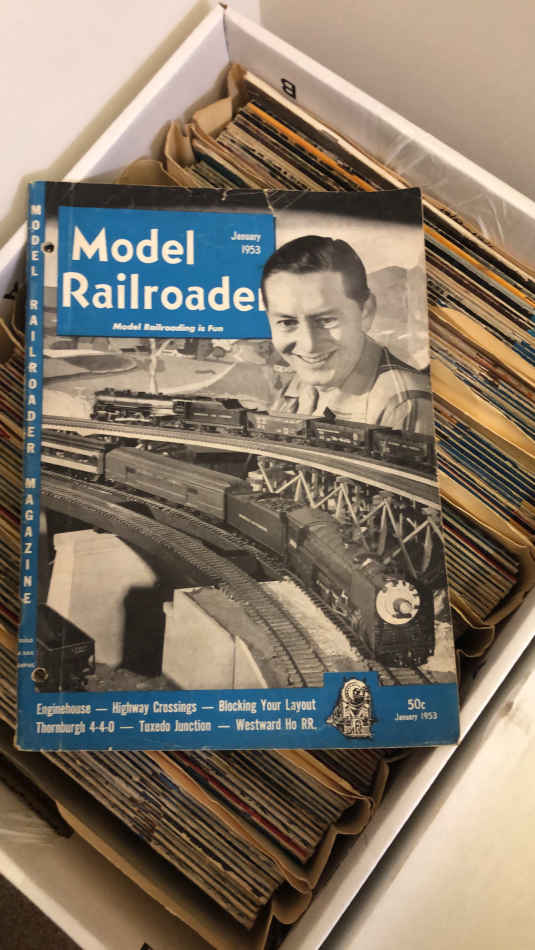 Model
Railroader
January
1953
Model Railroading is Fun
MODEL RAILROADER MAGAZINE
Enginehouse — Highway Crossings — Blocking Your Layout
Thornburgh 4-4-0 — Tuxedo Junction — Westward Ho RR.
50c
January 1953